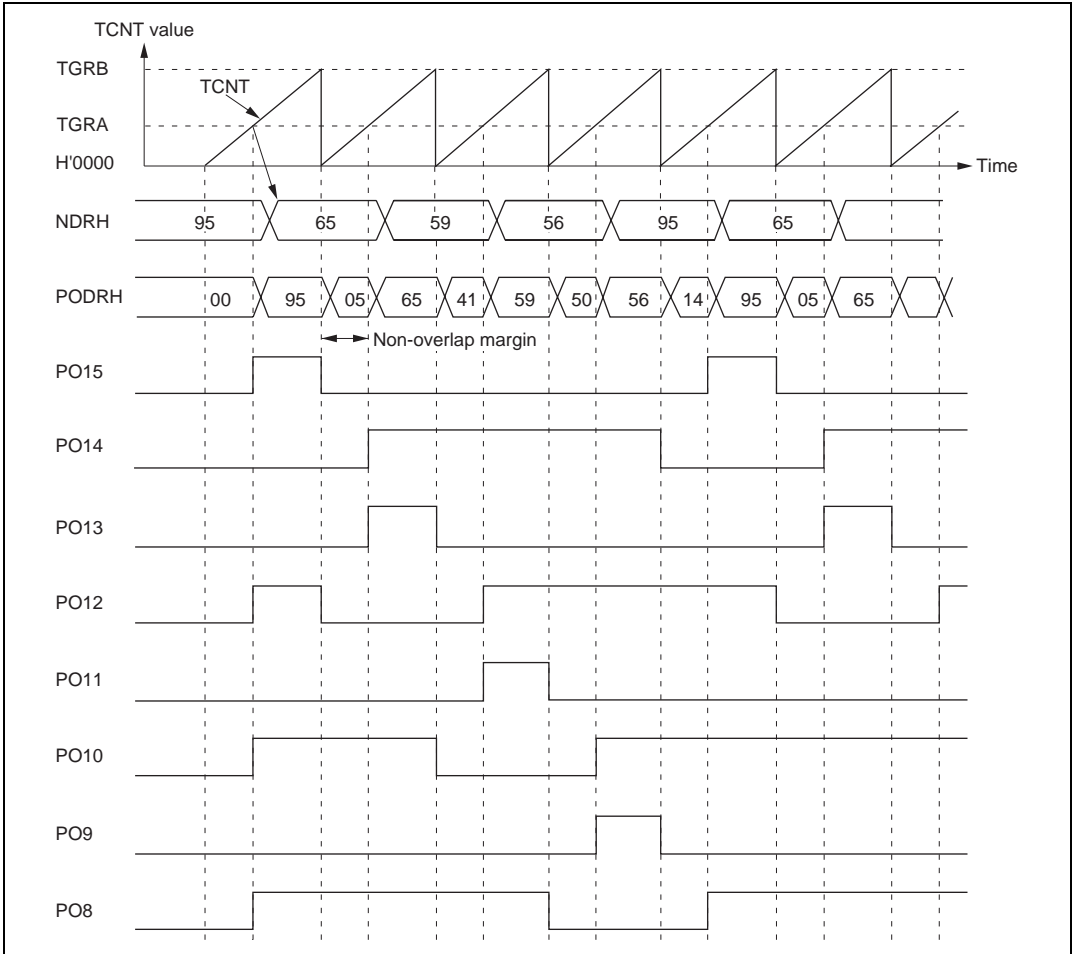 TCNT value
TGRB
TCNT
TGRA
H'0000
Time
NDRH 95 65 59 56 95 65
PODRH 00 95 05 65 41 59 50 56 14 95 05 65
Non-overlap margin
PO15
PO14
PO13
PO12
PO11
PO10
PO9
PO8